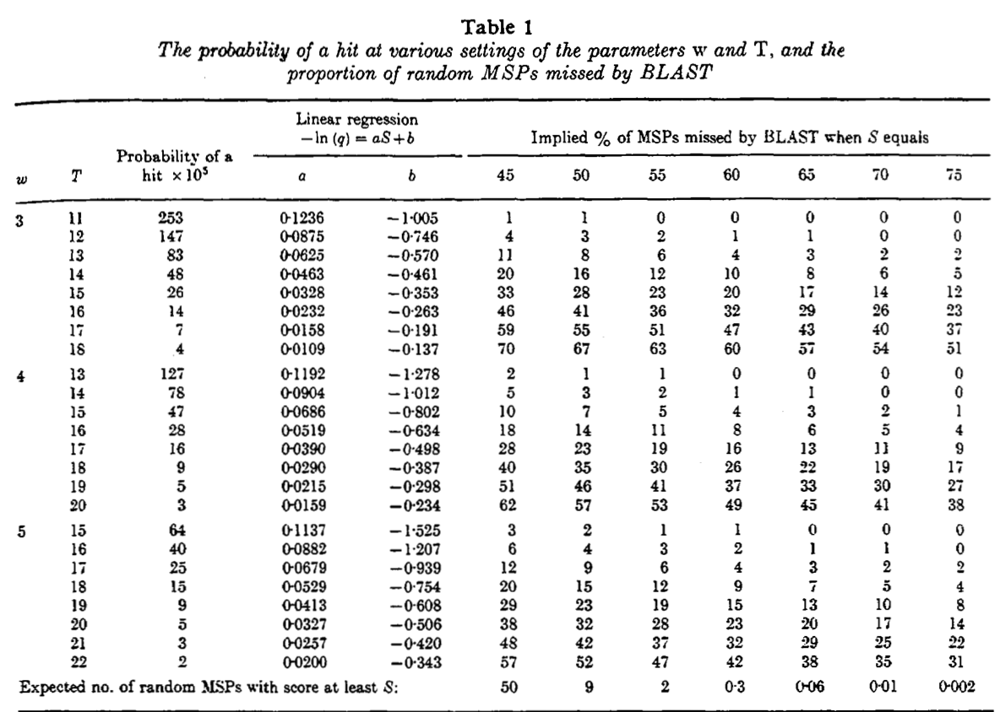 Table 1
The probability of a hit at various settings of the parameters w and T, and the
proportion of random MSPs missed by BLAST
Linear regression
−ln (q) = aS+b Implied % of MSPs missed by BLAST when S equals
Probability of a
w T hit × 10⁵ a b 45 50 55 60 65 70 75
3 11 253 0·1236 −1·005 1 1 0 0 0 0 0
12 147 0·0875 −0·746 4 3 2 1 1 0 0
13 83 0·0625 −0·570 11 8 6 4 3 2 2
14 48 0·0463 −0·461 20 16 12 10 8 6 5
15 26 0·0328 −0·353 33 28 23 20 17 14 12
16 14 0·0232 −0·263 46 41 36 32 29 26 23
17 7 0·0158 −0·191 59 55 51 47 43 40 37
18 4 0·0109 −0·137 70 67 63 60 57 54 51
4 13 127 0·1192 −1·278 2 1 1 0 0 0 0
14 78 0·0904 −1·012 5 3 2 1 1 0 0
15 47 0·0686 −0·802 10 7 5 4 3 2 1
16 28 0·0519 −0·634 18 14 11 8 6 5 4
17 16 0·0390 −0·498 28 23 19 16 13 11 9
18 9 0·0290 −0·387 40 35 30 26 22 19 17
19 5 0·0215 −0·298 51 46 41 37 33 30 27
20 3 0·0159 −0·234 62 57 53 49 45 41 38
5 15 64 0·1137 −1·525 3 2 1 1 0 0 0
16 40 0·0882 −1·207 6 4 3 2 1 1 0
17 25 0·0679 −0·939 12 9 6 4 3 2 2
18 15 0·0529 −0·754 20 15 12 9 7 5 4
19 9 0·0413 −0·608 29 23 19 15 13 10 8
20 5 0·0327 −0·506 38 32 28 23 20 17 14
21 3 0·0257 −0·420 48 42 37 32 29 25 22
22 2 0·0200 −0·343 57 52 47 42 38 35 31
Expected no. of random MSPs with score at least S: 50 9 2 0·3 0·06 0·01 0·002